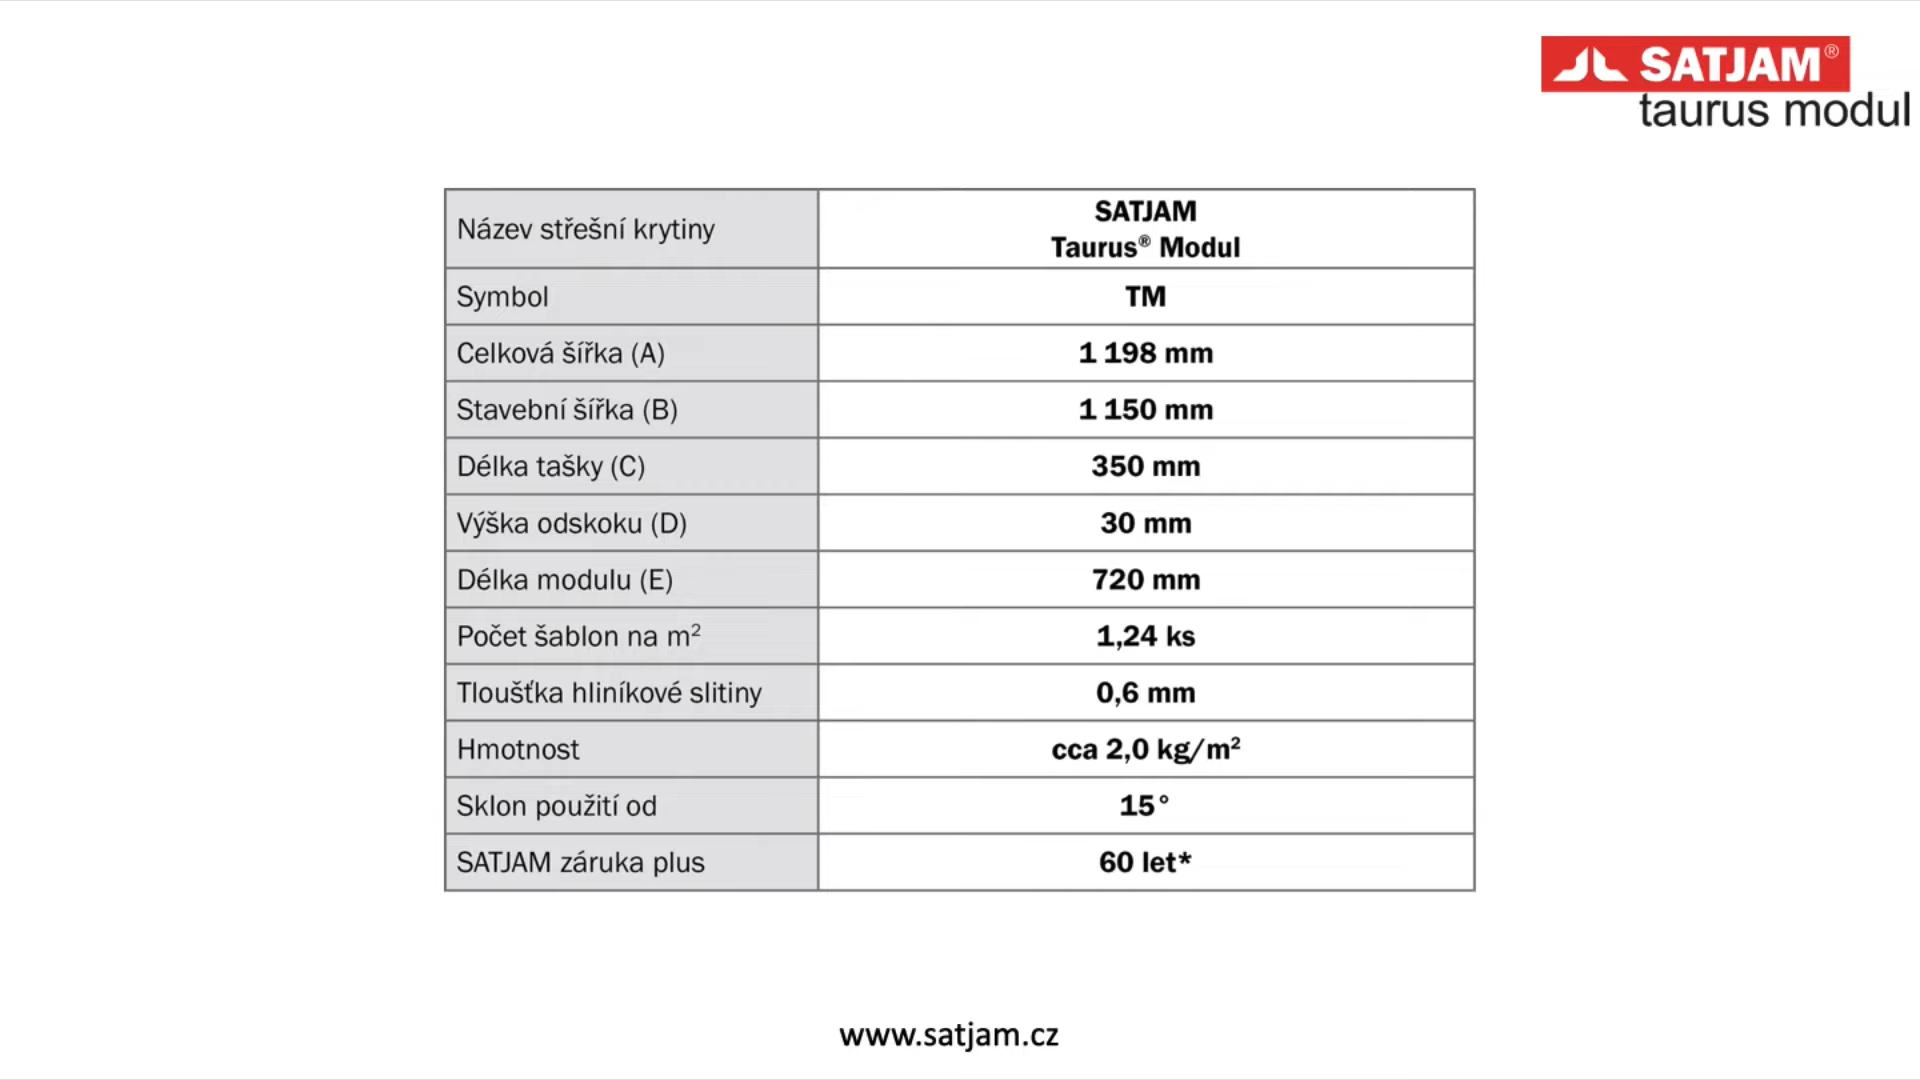 SATJAM®
taurus modul
Název střešní krytiny
SATJAM
Taurus® Modul
Symbol
TM
Celková šířka (A)
1 198 mm
Stavební šířka (B)
1 150 mm
Délka tašky (C)
350 mm
Výška odskoku (D)
30 mm
Délka modulu (E)
720 mm
Počet šablon na m²
1,24 ks
Tloušťka hliníkové slitiny
0,6 mm
Hmotnost
cca 2,0 kg/m²
Sklon použití od
15°
SATJAM záruka plus
60 let*
www.satjam.cz